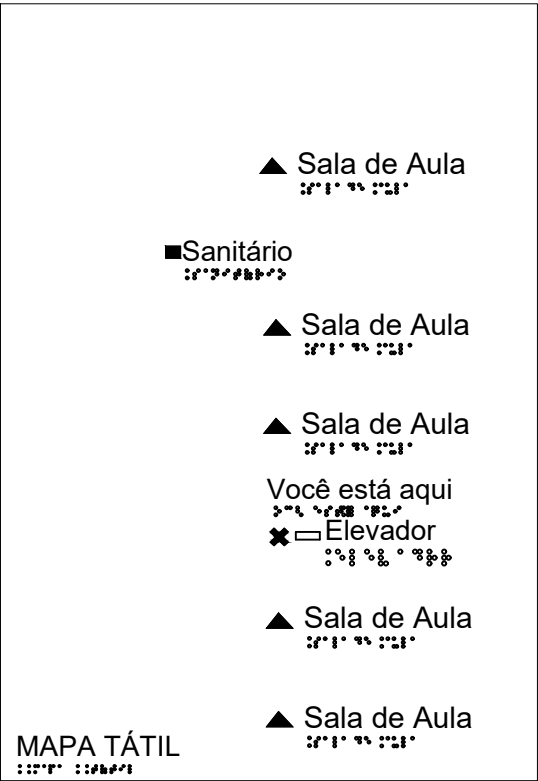 Sala de Aula
Sanitário
Sala de Aula
Sala de Aula
Você está aqui
Elevador
Sala de Aula
Sala de Aula
MAPA TÁTIL